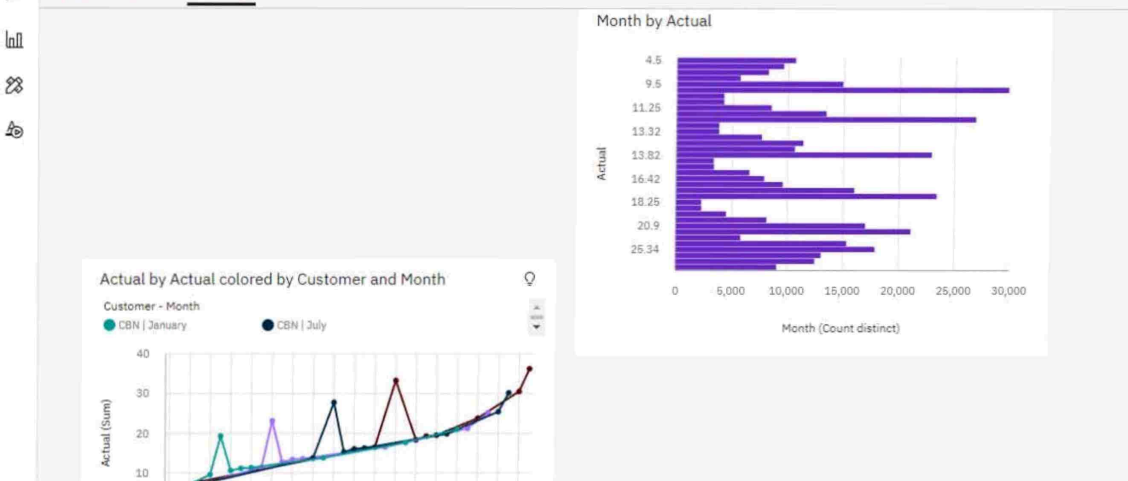 Month by Actual
4.5
9.5
11.25
13.32
13.82
16.42
18.25
20.9
25.34
Actual
0 5,000 10,000 15,000 20,000 25,000 30,000
Month (Count distinct)
Actual by Actual colored by Customer and Month
Customer - Month
CBN | January CBN | July
40
30
20
10
Actual (Sum)